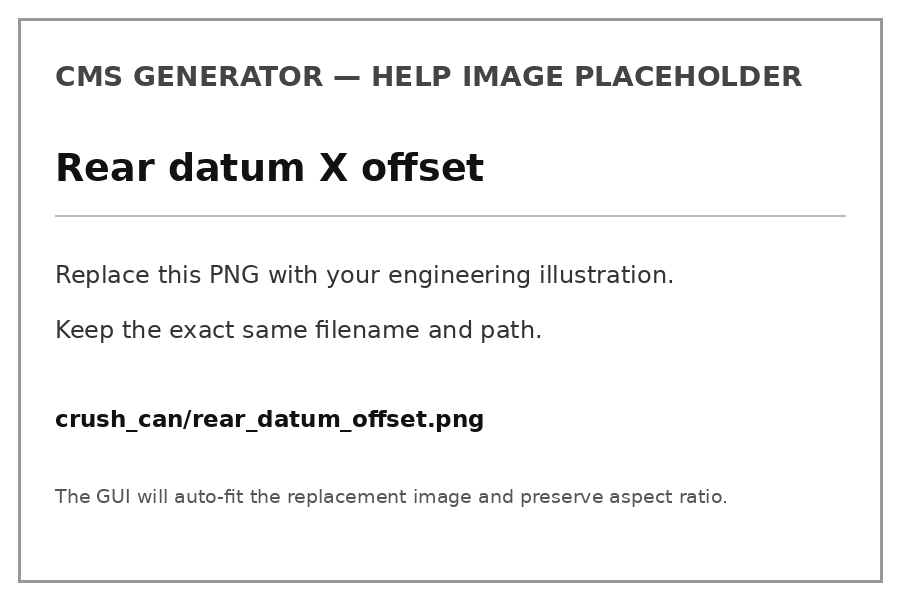 CMS GENERATOR — HELP IMAGE PLACEHOLDER
Rear datum X offset
Replace this PNG with your engineering illustration.
Keep the exact same filename and path.
crush_can/rear_datum_offset.png
The GUI will auto-fit the replacement image and preserve aspect ratio.